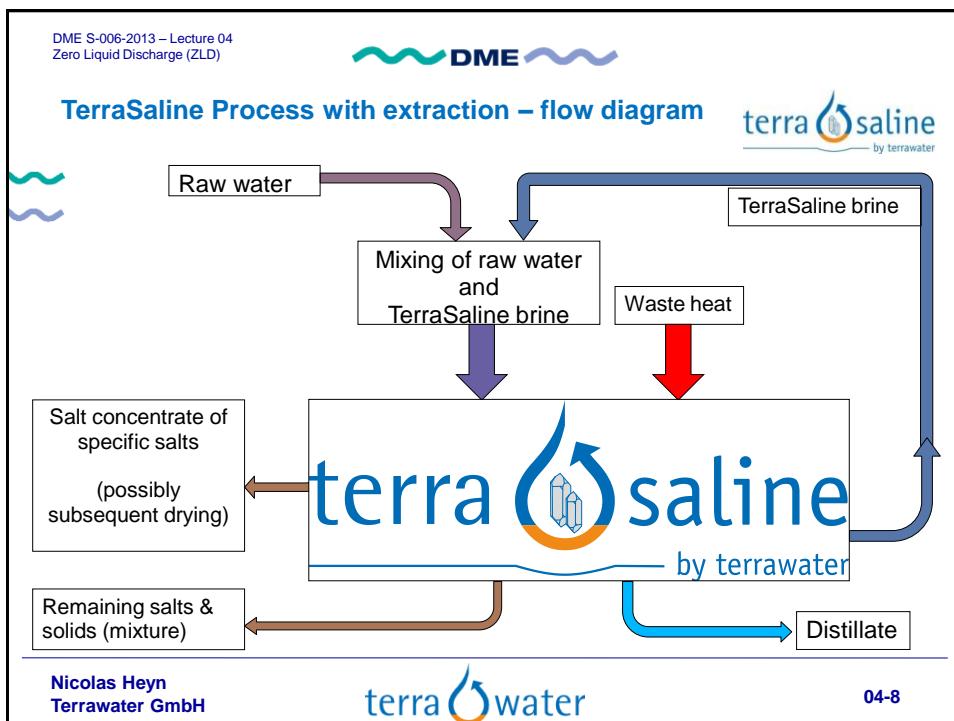 DME S-006-2013 – Lecture 04
Zero Liquid Discharge (ZLD)
DME
TerraSaline Process with extraction – flow diagram
terra saline
by terrawater
Raw water
TerraSaline brine
Mixing of raw water
and
TerraSaline brine
Waste heat
Salt concentrate of
specific salts
(possibly
subsequent drying)
terra saline
by terrawater
Remaining salts &
solids (mixture)
Distillate
Nicolas Heyn
Terrawater GmbH
terra water
04-8